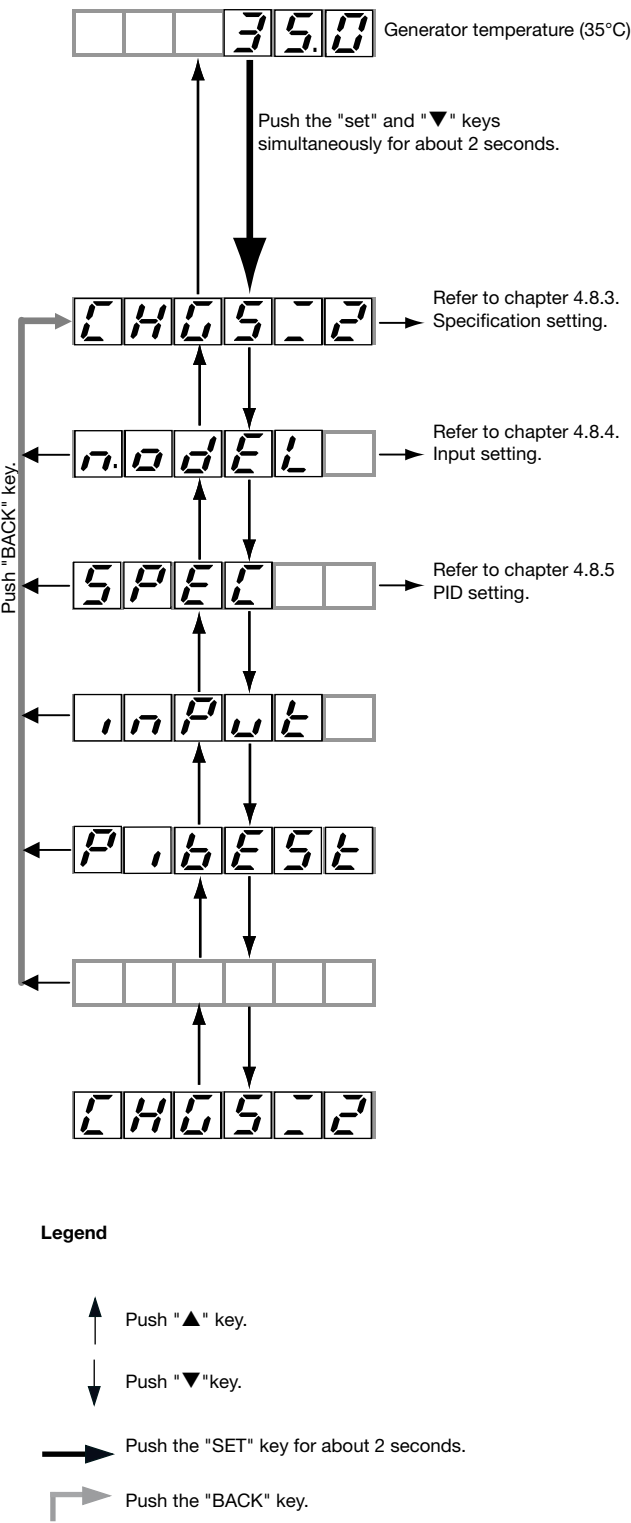 35.0 Generator temperature (35°C)
Push the "set" and "▼" keys
simultaneously for about 2 seconds.
CHGS_2
Refer to chapter 4.8.3.
Specification setting.
n.odEL
Refer to chapter 4.8.4.
Input setting.
SPEC
Refer to chapter 4.8.5
PID setting.
inPut
PibESt
CHGS_2
Push "BACK" key.
Legend
Push "▲" key.
Push "▼"key.
Push the "SET" key for about 2 seconds.
Push the "BACK" key.